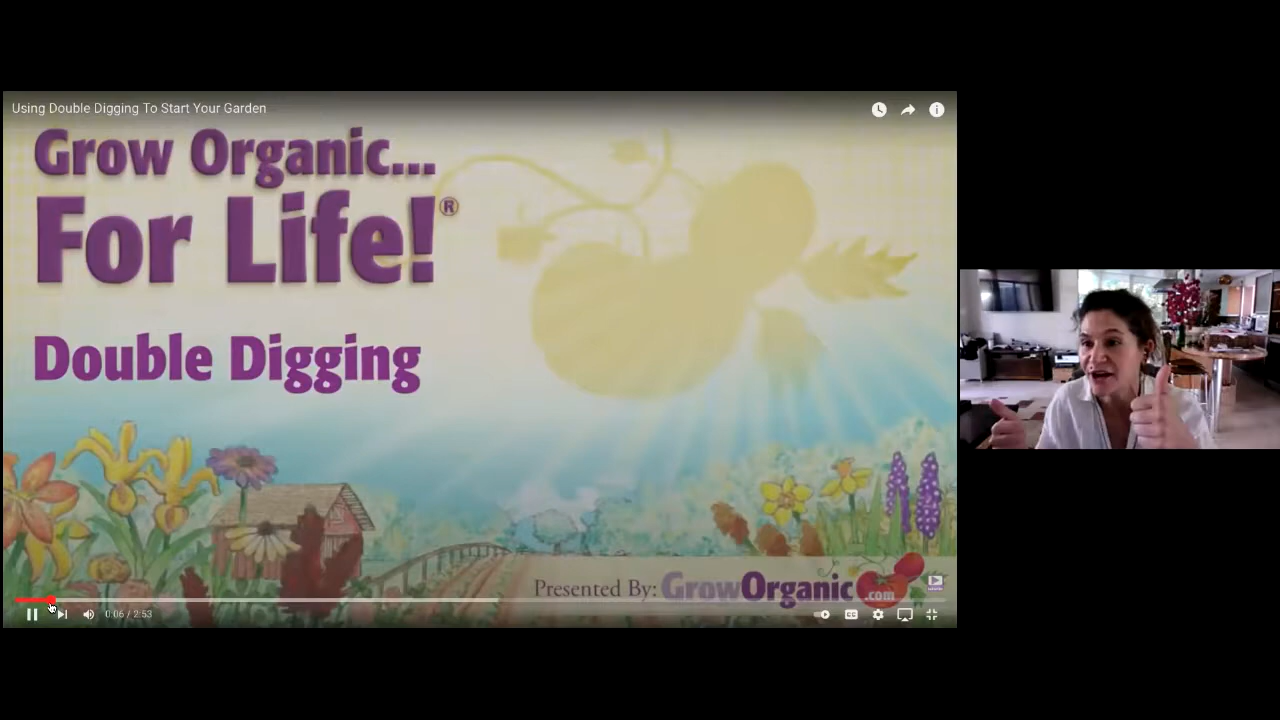 Using Double Digging To Start Your Garden
Grow Organic...
For Life!®
Double Digging
Presented By: GrowOrganic.com
0:06 / 2:53
CC